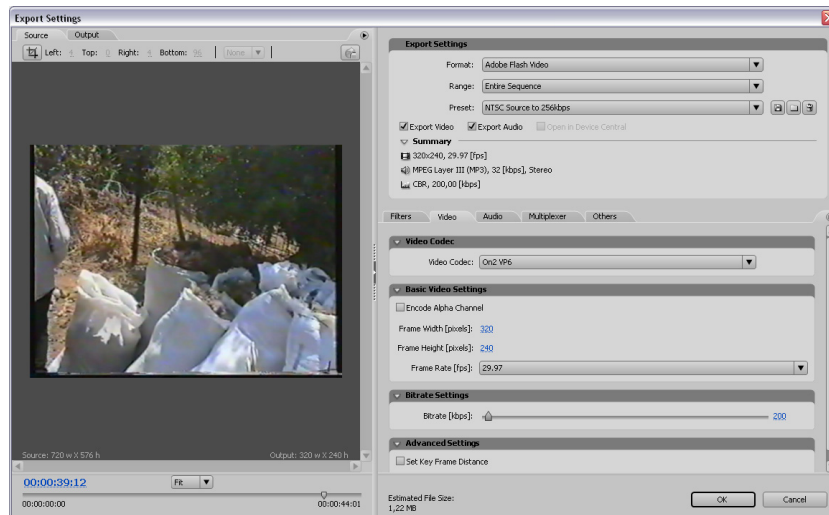 Export Settings
Source Output
Left: 4 Top: 0 Right: 4 Bottom: 96 None
Source: 720 w X 576 h Output: 320 w X 240 h
00:00:39:12 Fit
00:00:00:00 00:00:44:01
Export Settings
Format: Adobe Flash Video
Range: Entire Sequence
Preset: NTSC Source to 256kbps
Export Video Export Audio Open in Device Central
Summary
320x240, 29.97 [fps]
MPEG Layer III (MP3), 32 [kbps], Stereo
CBR, 200,00 [kbps]
Filters Video Audio Multiplexer Others
Video Codec
Video Codec: On2 VP6
Basic Video Settings
Encode Alpha Channel
Frame Width [pixels]: 320
Frame Height [pixels]: 240
Frame Rate [fps]: 29.97
Bitrate Settings
Bitrate [kbps]: 200
Advanced Settings
Set Key Frame Distance
Estimated File Size:
1,22 MB
OK Cancel